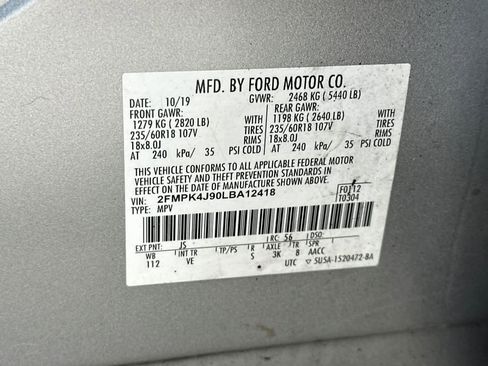 MFD. BY FORD MOTOR CO.
DATE: 10/19 GVWR: 2468 KG ( 5440 LB)
FRONT GAWR: REAR GAWR:
1279 KG ( 2820 LB) WITH 1198 KG ( 2640 LB) WITH
235/60R18 107V TIRES 235/60R18 107V TIRES
18x8.0J RIMS 18x8.0J RIMS
AT 240 kPa/ 35 PSI COLD AT 240 kPa/ 35 PSI COLD
THIS VEHICLE CONFORMS TO ALL APPLICABLE FEDERAL MOTOR
VEHICLE SAFETY AND THEFT PREVENTION STANDARDS IN
EFFECT ON THE DATE OF MANUFACTURE SHOWN ABOVE.
VIN: 2FMPK4J90LBA12418 F0112
TYPE: MPV T0304
EXT PNT: JS RC: 56 DSO:
WB INT TR TP/PS R AXLE TR SPR
112 VE S 3K 8 AACC
UTC 5U5A-1520472-BA